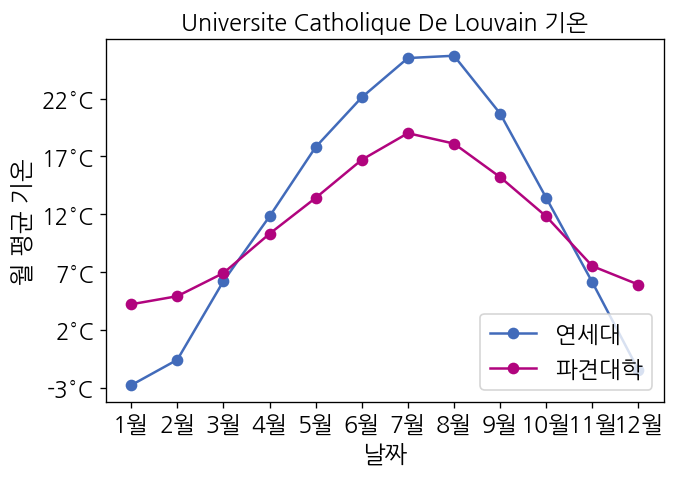 Universite Catholique De Louvain 기온
월 평균 기온
22°C
17°C
12°C
7°C
2°C
-3°C
연세대
파견대학
1월 2월 3월 4월 5월 6월 7월 8월 9월 10월 11월 12월
날짜